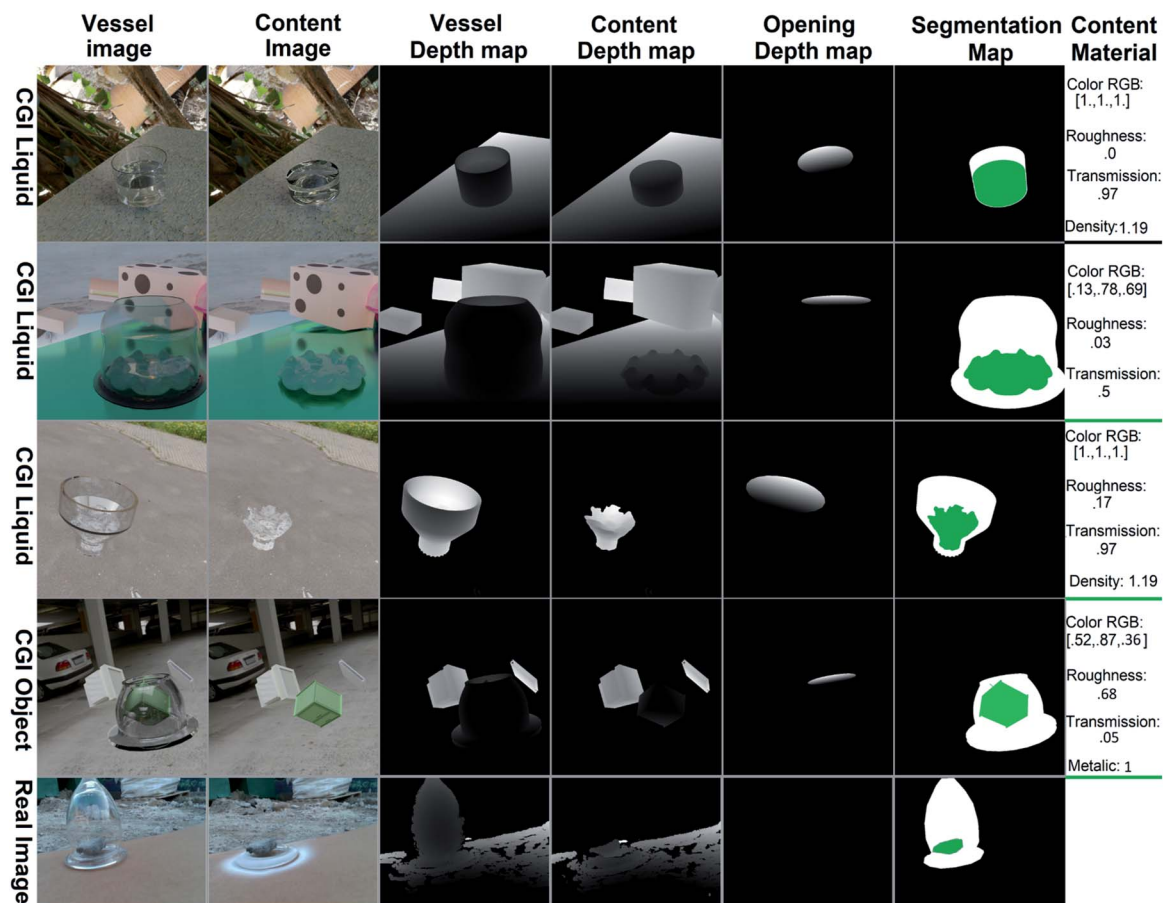 Vessel
image
Content
Image
Vessel
Depth map
Content
Depth map
Opening
Depth map
Segmentation
Map
Content
Material
CGI Liquid
Color RGB:
[1.,1.,1.]
Roughness:
.0
Transmission:
.97
Density:1.19
CGI Liquid
Color RGB:
[.13,.78,.69]
Roughness:
.03
Transmission:
.5
CGI Liquid
Color RGB:
[1.,1.,1.]
Roughness:
.17
Transmission:
.97
Density: 1.19
CGI Object
Color RGB:
[.52,.87,.36]
Roughness:
.68
Transmission:
.05
Metalic: 1
Real Image